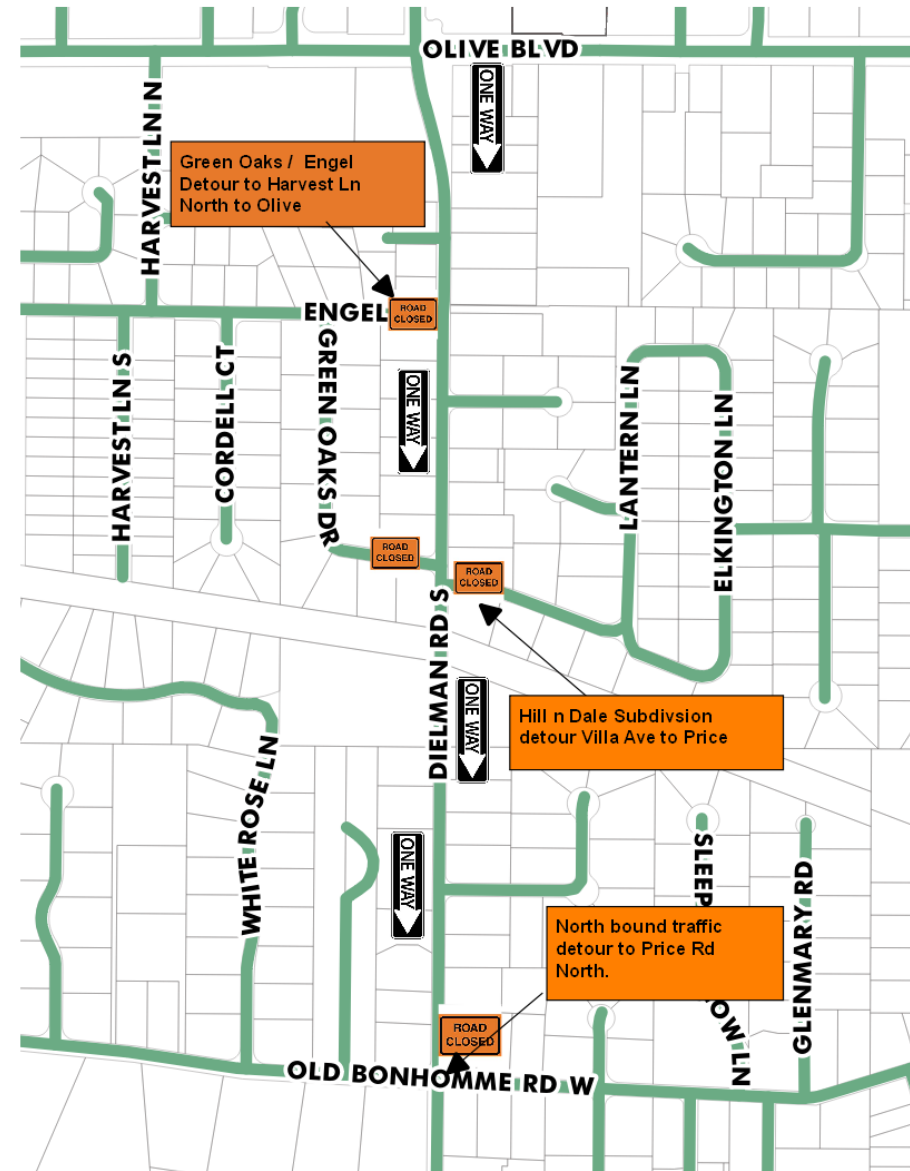 OLIVE BLVD
ONE WAY
HARVEST LN N
Green Oaks / Engel
Detour to Harvest Ln
North to Olive
ENGEL
ROAD
CLOSED
HARVEST LN S
CORDELL CT
GREEN OAKS DR
ONE WAY
LANTERN LN
ELKINGTON LN
ROAD
CLOSED
ROAD
CLOSED
DIELMAN RD S
ONE WAY
Hill n Dale Subdivsion
detour Villa Ave to Price
WHITE ROSE LN
ONE WAY
SLEEP
OW LN
GLENMARY RD
North bound traffic
detour to Price Rd
North.
ROAD
CLOSED
OLD BONHOMME RD W